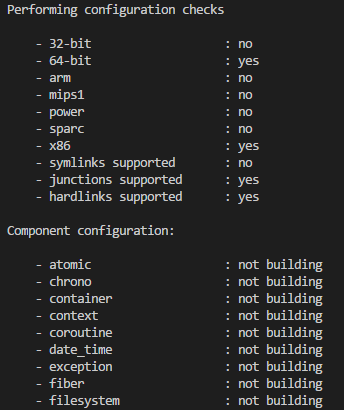 Performing configuration checks
- 32-bit : no
- 64-bit : yes
- arm : no
- mips1 : no
- power : no
- sparc : no
- x86 : yes
- symlinks supported : no
- junctions supported : yes
- hardlinks supported : yes
Component configuration:
- atomic : not building
- chrono : not building
- container : not building
- context : not building
- coroutine : not building
- date_time : not building
- exception : not building
- fiber : not building
- filesystem : not building